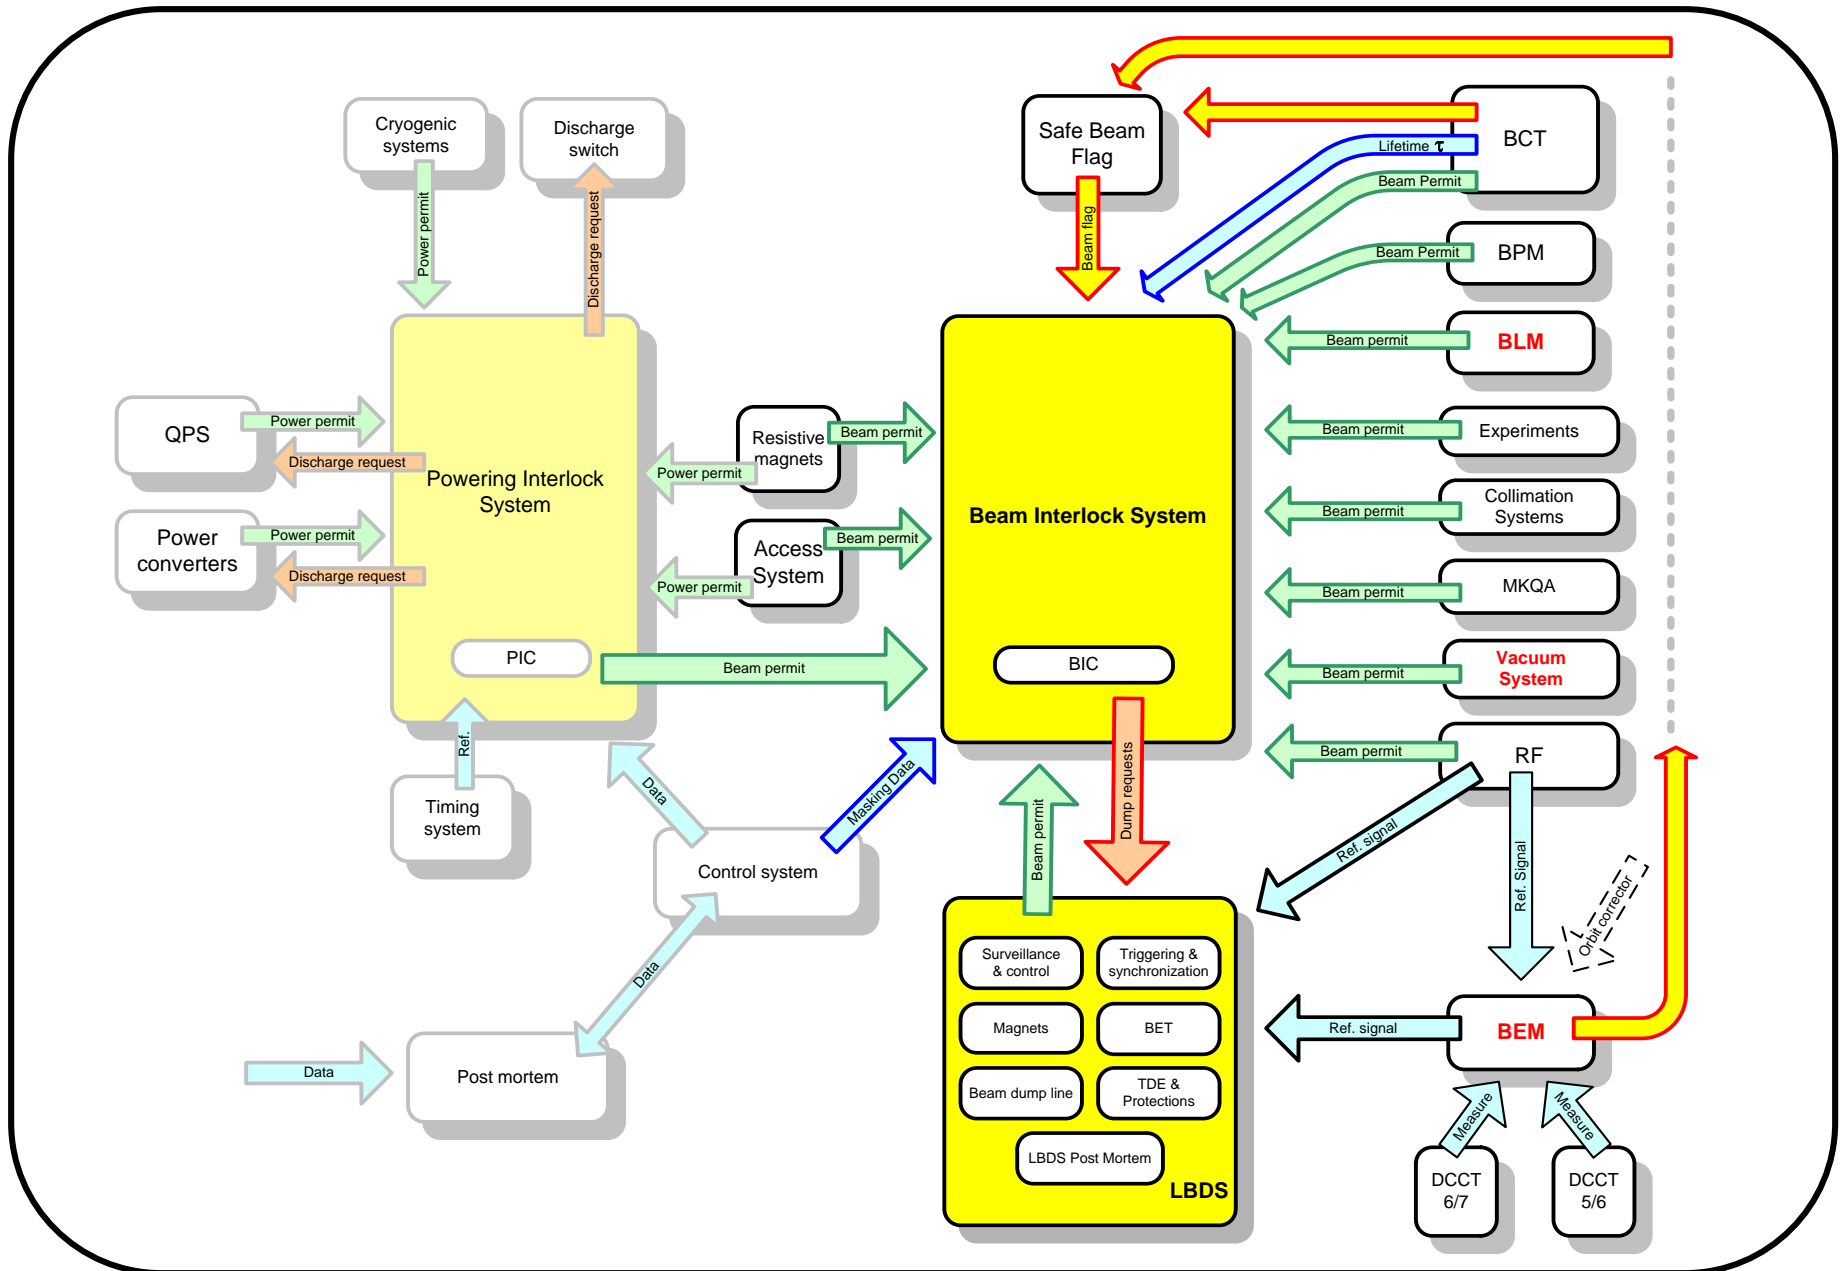 Cryogenic
systems
Discharge
switch
Safe Beam
Flag
BCT
Lifetime τ
Beam Permit
Power permit
Discharge request
Beam flag
BPM
Beam Permit
BLM
Beam permit
QPS
Power permit
Discharge request
Powering Interlock
System
Resistive
magnets
Beam permit
Power permit
Beam Interlock System
Beam permit
Experiments
Power
converters
Power permit
Discharge request
Access
System
Beam permit
Power permit
Beam permit
Collimation
Systems
Beam permit
MKQA
PIC
Beam permit
BIC
Beam permit
Vacuum
System
Ref.
Timing
system
Data
Masking Data
Control system
Beam permit
Dump requests
Beam permit
RF
Ref. signal
Ref. Signal
Orbit corrector
Data
Data
Post mortem
Surveillance
& control
Triggering &
synchronization
Magnets
BET
Beam dump line
TDE &
Protections
LBDS Post Mortem
LBDS
Ref. signal
BEM
Measure
Measure
DCCT
6/7
DCCT
5/6